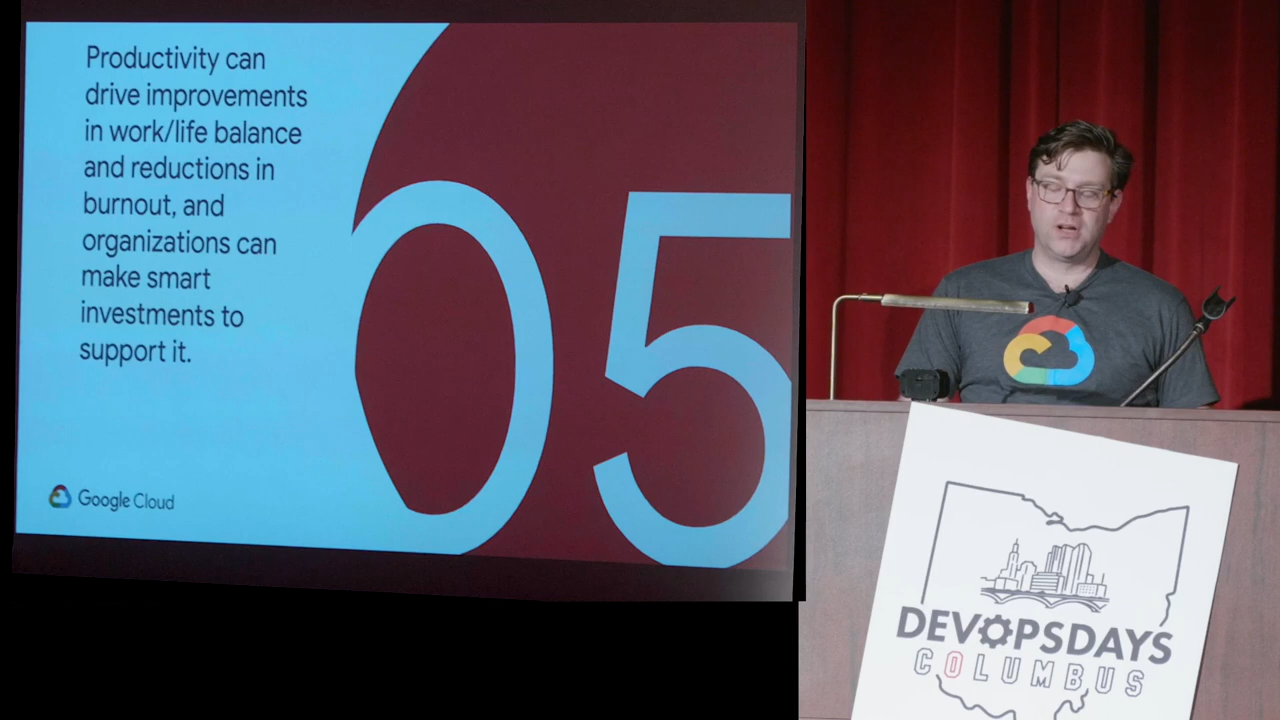 Productivity can
drive improvements
in work/life balance
and reductions in
burnout, and
organizations can
make smart
investments to
support it.
05
Google Cloud
DEVOPSDAYS
COLUMBUS